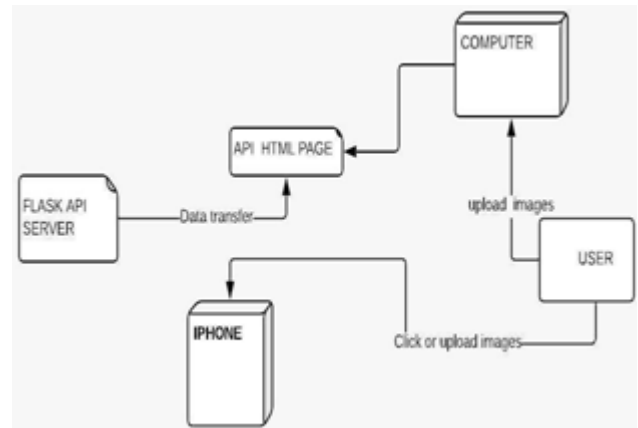 COMPUTER
API HTML PAGE
FLASK API
SERVER
Data transfer
upload images
USER
IPHONE
Click or upload images